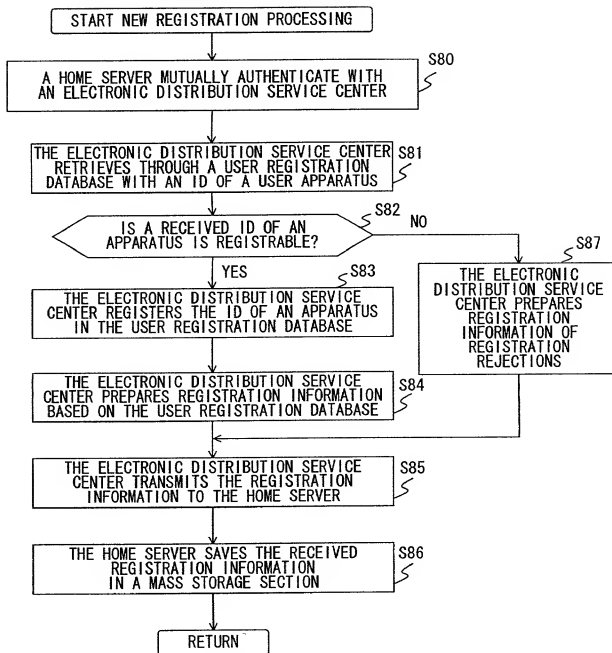 START NEW REGISTRATION PROCESSING
S80
A HOME SERVER MUTUALLY AUTHENTICATE WITH
AN ELECTRONIC DISTRIBUTION SERVICE CENTER
S81
THE ELECTRONIC DISTRIBUTION SERVICE CENTER
RETRIEVES THROUGH A USER REGISTRATION
DATABASE WITH AN ID OF A USER APPARATUS
S82
IS A RECEIVED ID OF AN
APPARATUS IS REGISTRABLE?
NO
YES
S83
THE ELECTRONIC DISTRIBUTION SERVICE
CENTER REGISTERS THE ID OF AN APPARATUS
IN THE USER REGISTRATION DATABASE
S87
THE ELECTRONIC
DISTRIBUTION SERVICE
CENTER PREPARES
REGISTRATION
INFORMATION OF
REGISTRATION
REJECTIONS
THE ELECTRONIC DISTRIBUTION SERVICE
CENTER PREPARES REGISTRATION INFORMATION
BASED ON THE USER REGISTRATION DATABASE
S84
THE ELECTRONIC DISTRIBUTION SERVICE
CENTER TRANSMITS THE REGISTRATION
INFORMATION TO THE HOME SERVER
S85
THE HOME SERVER SAVES THE RECEIVED
REGISTRATION INFORMATION
IN A MASS STORAGE SECTION
S86
RETURN